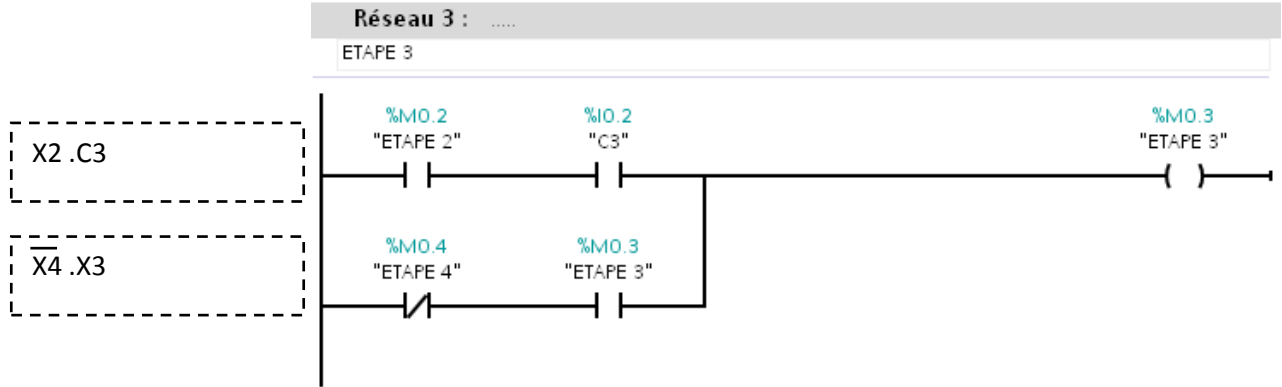 Réseau 3 : .....
ETAPE 3
%M0.2 %I0.2 %M0.3
"ETAPE 2" "C3" "ETAPE 3"
X2 .C3
%M0.4 %M0.3
"ETAPE 4" "ETAPE 3"
X̅4̅ .X3